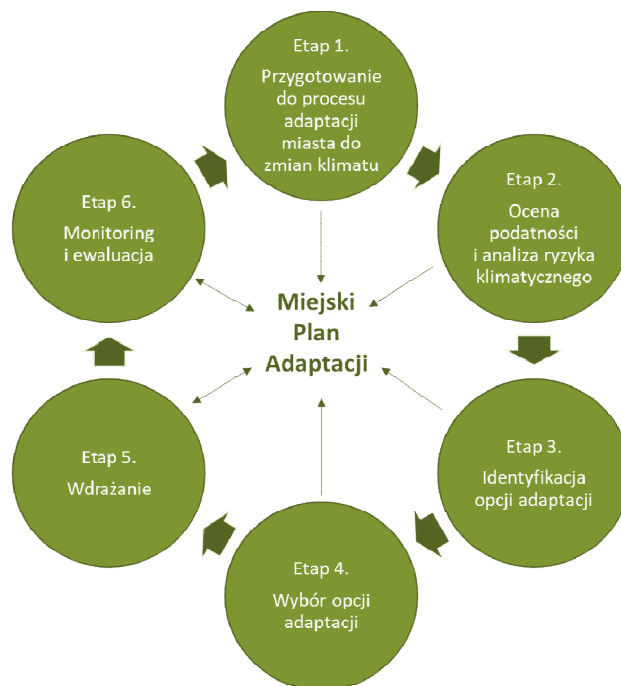 Etap 1.
Przygotowanie
do procesu
adaptacji
miasta do
zmian klimatu
Etap 2.
Ocena
podatności
i analiza ryzyka
klimatycznego
Etap 3.
Identyfikacja
opcji adaptacji
Etap 4.
Wybór opcji
adaptacji
Etap 5.
Wdrażanie
Etap 6.
Monitoring
i ewaluacja
Miejski
Plan
Adaptacji